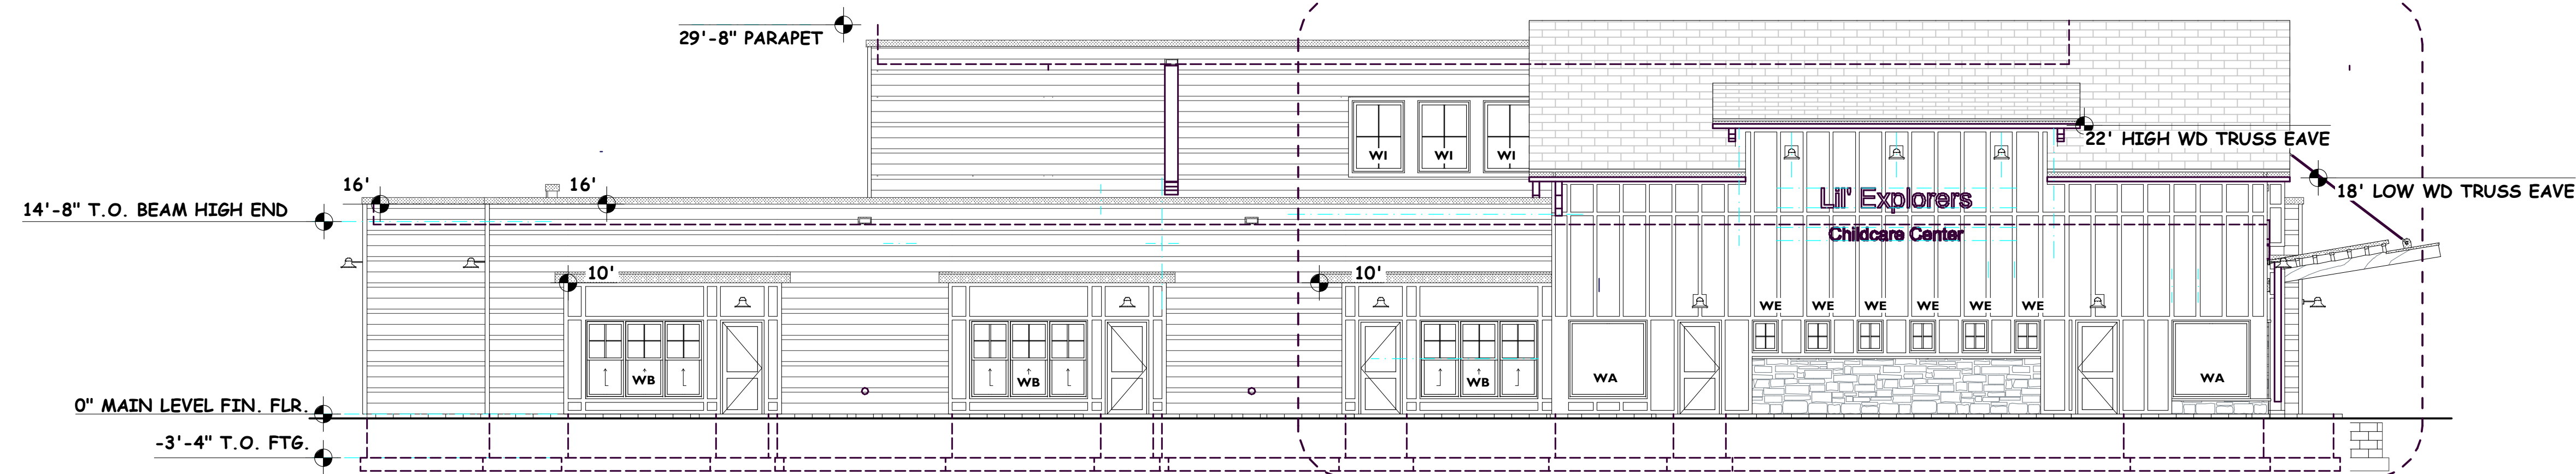 29'-8" PARAPET
22' HIGH WD TRUSS EAVE
WI WI WI
16' 16'
18' LOW WD TRUSS EAVE
Lil' Explorers
14'-8" T.O. BEAM HIGH END
Childcare Center
10' 10'
WE WE WE WE WE WE
WB WB WB WA WA
0" MAIN LEVEL FIN. FLR.
-3'-4" T.O. FTG.